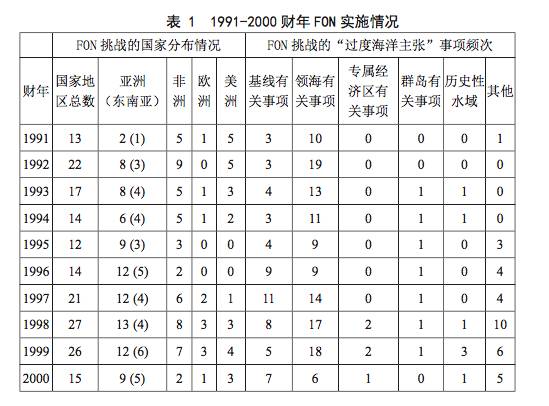 表 1 1991-2000 财年 FON 实施情况
财年 FON 挑战的国家分布情况 FON 挑战的“过度海洋主张”事项频次
国家地区总数 亚洲（东南亚） 非洲 欧洲 美洲 基线有关事项 领海有关事项 专属经济区有关事项 群岛有关事项 历史性水域 其他
1991 13 2 (1) 5 1 5 3 10 0 0 0 1
1992 22 8 (3) 9 0 5 3 19 0 0 0 0
1993 17 8 (4) 5 1 3 4 13 0 1 1 0
1994 14 6 (4) 5 1 2 3 11 0 1 1 0
1995 12 9 (3) 3 0 0 4 9 0 1 0 3
1996 14 12 (5) 2 0 0 9 9 0 1 0 4
1997 21 12 (4) 6 2 1 11 14 0 1 0 4
1998 27 13 (4) 8 3 3 8 17 2 1 1 10
1999 26 12 (6) 7 3 4 5 18 2 1 3 6
2000 15 9 (5) 2 1 3 7 6 1 0 1 5